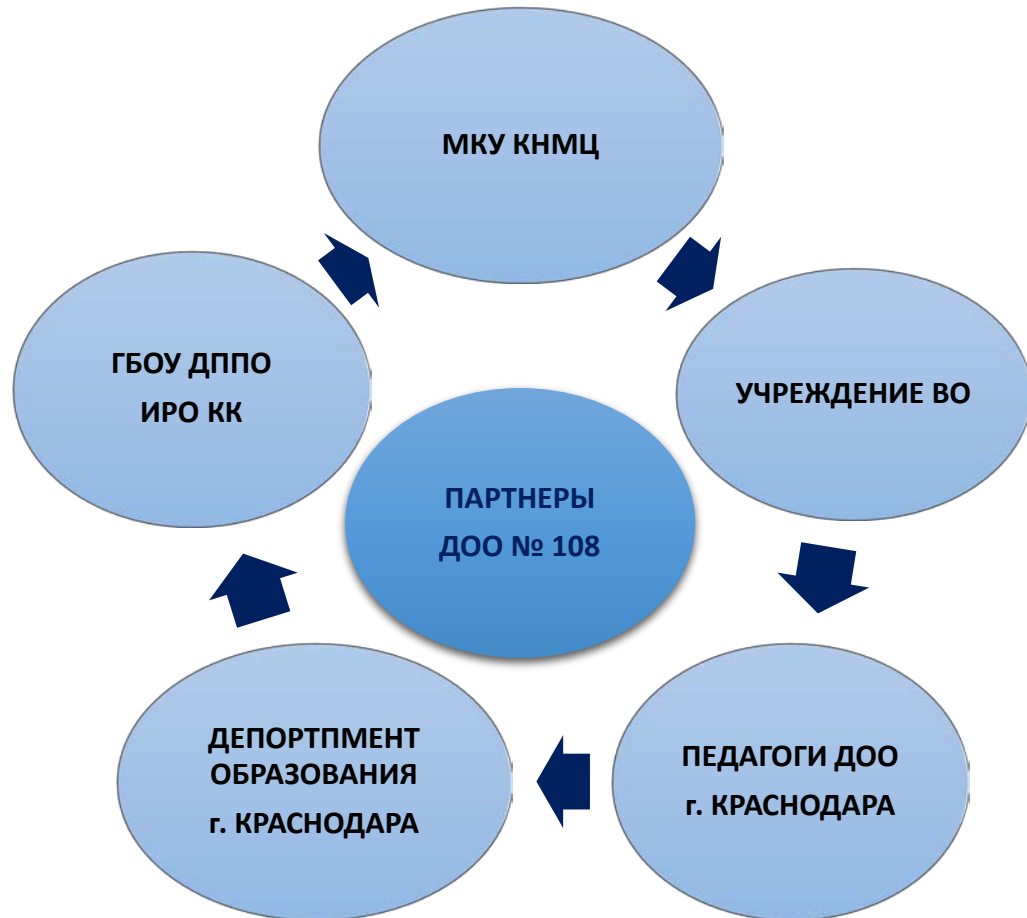 МКУ КНМЦ
ГБОУ ДППО
ИРО КК
УЧРЕЖДЕНИЕ ВО
ПАРТНЕРЫ
ДОО № 108
ДЕПОРТПМЕНТ
ОБРАЗОВАНИЯ
г. КРАСНОДАРА
ПЕДАГОГИ ДОО
г. КРАСНОДАРА